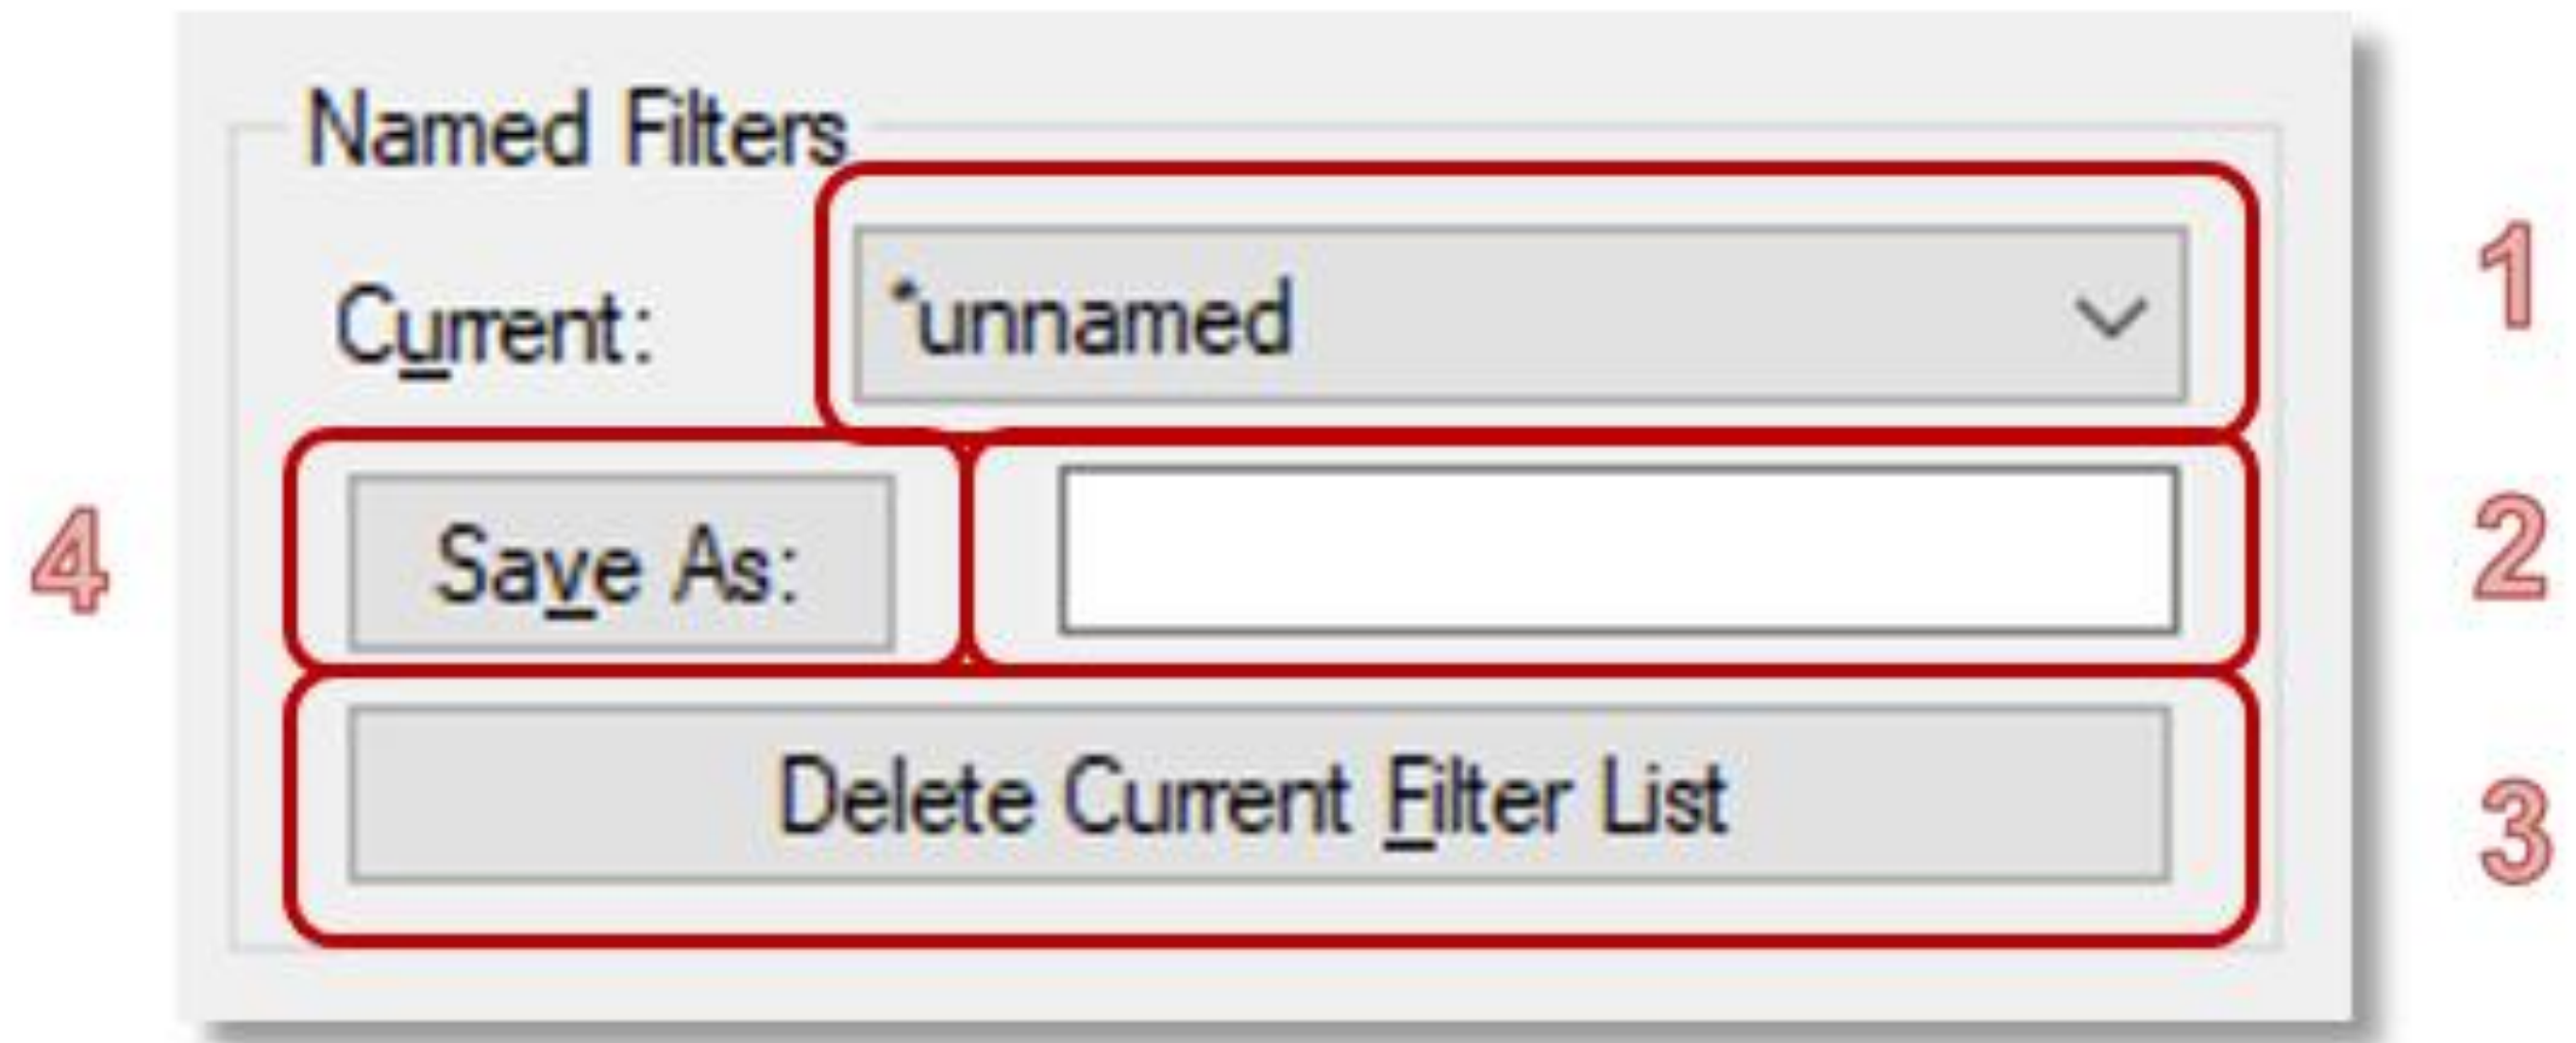 Named Filters
Current: *unnamed 1
4 Save As: 2
Delete Current Filter List 3